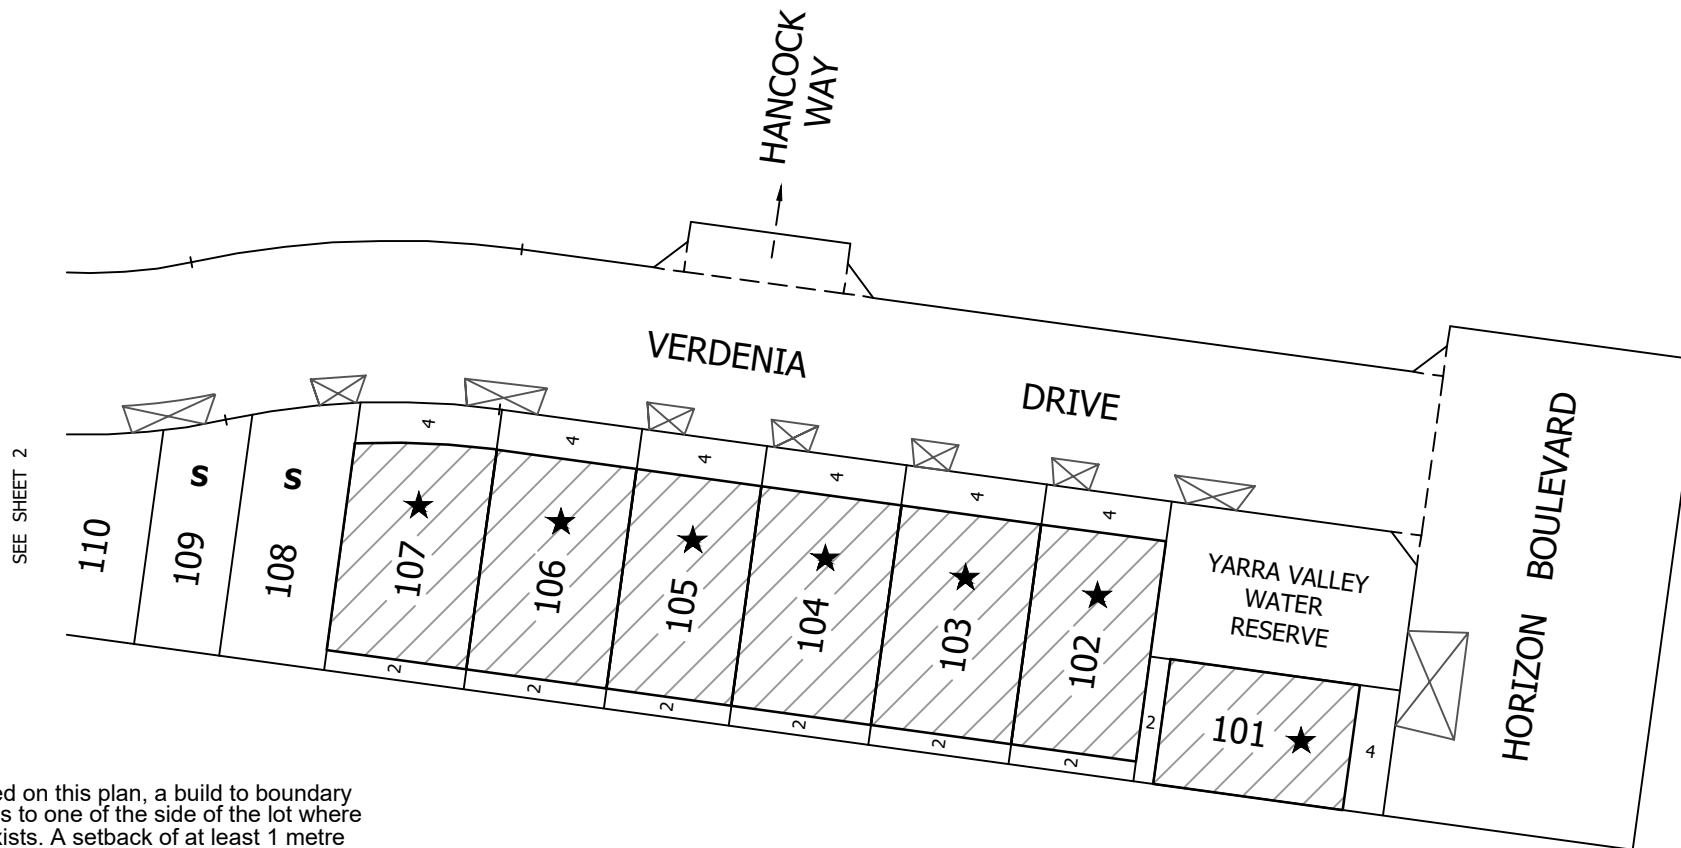 HANCOCK
WAY
VERDENIA
DRIVE
HORIZON BOULEVARD
SEE SHEET 2
4
4
4
4
4
4
S
S
110
109
108
107
106
105
104
103
102
YARRA VALLEY
WATER
RESERVE
101
2
4
2
2
2
2
2
2
ed on this plan, a build to boundary
s to one of the side of the lot where
xists. A setback of at least 1 metre